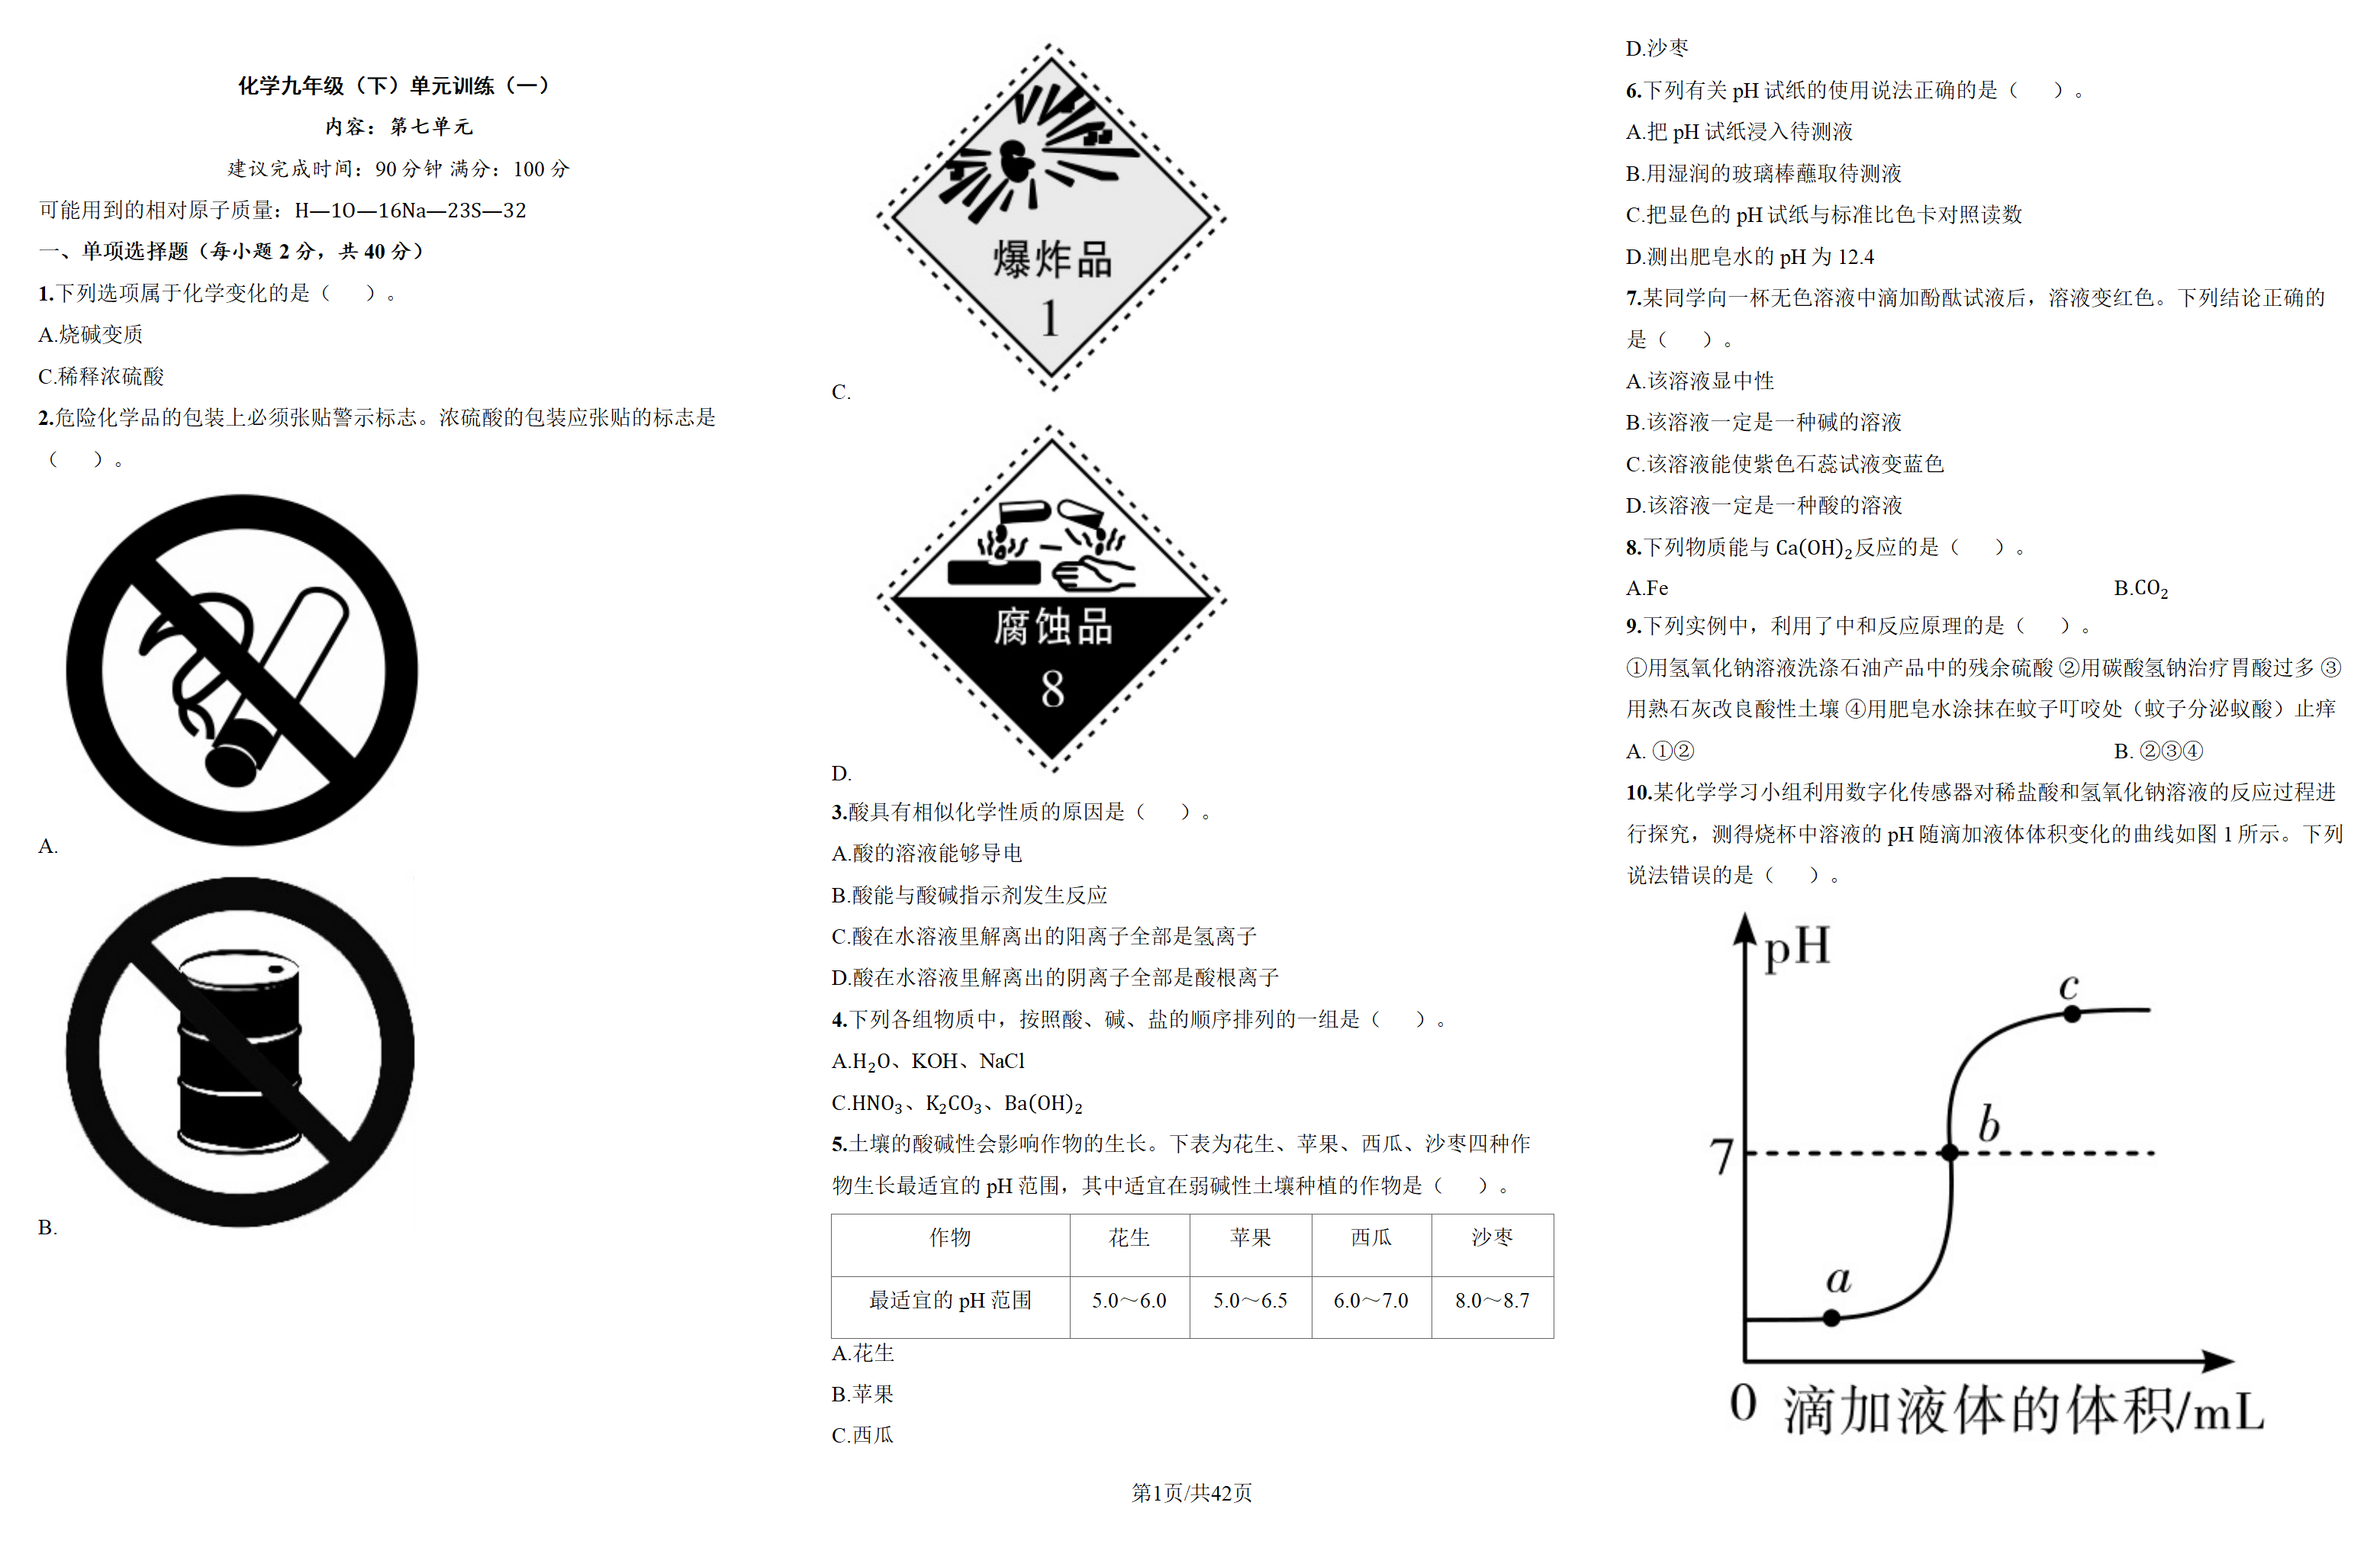 化学九年级（下）单元训练（一）
内容：第七单元
建议完成时间：90分钟 满分：100分
可能用到的相对原子质量：H—1O—16Na—23S—32
一、单项选择题（每小题2分，共40分）
1.下列选项属于化学变化的是（ ）。
A.烧碱变质
C.稀释浓硫酸
2.危险化学品的包装上必须张贴警示标志。浓硫酸的包装应张贴的标志是
（ ）。
A.
B.
爆炸品
1
C.
腐蚀品
8
D.
3.酸具有相似化学性质的原因是（ ）。
A.酸的溶液能够导电
B.酸能与酸碱指示剂发生反应
C.酸在水溶液里解离出的阳离子全部是氢离子
D.酸在水溶液里解离出的阴离子全部是酸根离子
4.下列各组物质中，按照酸、碱、盐的顺序排列的一组是（ ）。
A.H₂O、KOH、NaCl
C.HNO₃、K₂CO₃、Ba(OH)₂
5.土壤的酸碱性会影响作物的生长。下表为花生、苹果、西瓜、沙枣四种作
物生长最适宜的pH范围，其中适宜在弱碱性土壤种植的作物是（ ）。
作物 花生 苹果 西瓜 沙枣
最适宜的pH范围 5.0～6.0 5.0～6.5 6.0～7.0 8.0～8.7
A.花生
B.苹果
C.西瓜
D.沙枣
6.下列有关pH试纸的使用说法正确的是（ ）。
A.把pH试纸浸入待测液
B.用湿润的玻璃棒蘸取待测液
C.把显色的pH试纸与标准比色卡对照读数
D.测出肥皂水的pH为12.4
7.某同学向一杯无色溶液中滴加酚酞试液后，溶液变红色。下列结论正确的
是（ ）。
A.该溶液显中性
B.该溶液一定是一种碱的溶液
C.该溶液能使紫色石蕊试液变蓝色
D.该溶液一定是一种酸的溶液
8.下列物质能与Ca(OH)₂反应的是（ ）。
A.Fe B.CO₂
9.下列实例中，利用了中和反应原理的是（ ）。
①用氢氧化钠溶液洗涤石油产品中的残余硫酸 ②用碳酸氢钠治疗胃酸过多 ③
用熟石灰改良酸性土壤 ④用肥皂水涂抹在蚊子叮咬处（蚊子分泌蚁酸）止痒
A. ①② B. ②③④
10.某化学学习小组利用数字化传感器对稀盐酸和氢氧化钠溶液的反应过程进
行探究，测得烧杯中溶液的pH随滴加液体体积变化的曲线如图1所示。下列
说法错误的是（ ）。
pH
c
b
7
a
0 滴加液体的体积/mL
第1页/共42页